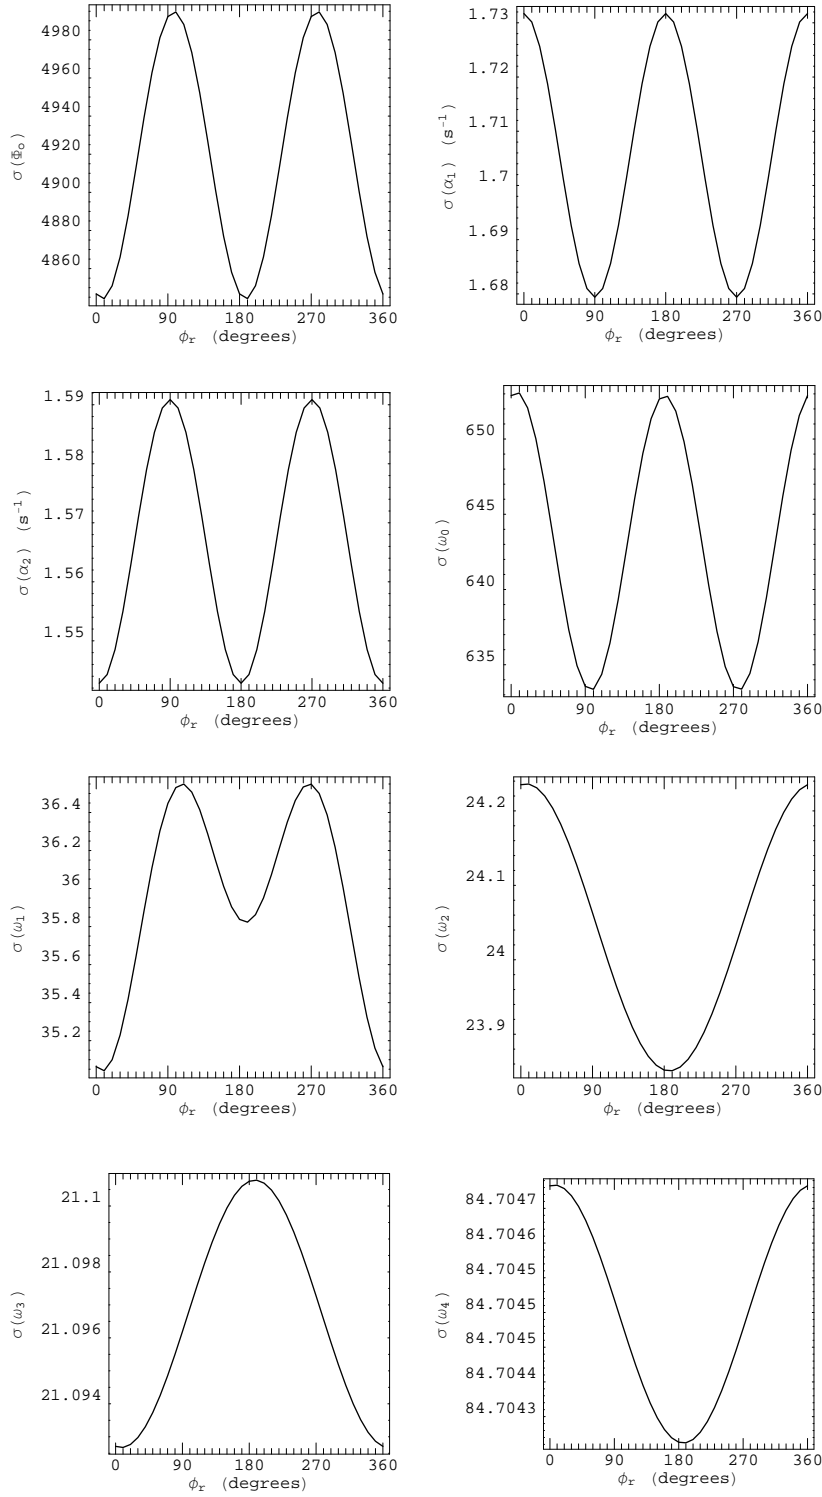 4980
4960
4940
4920
4900
4880
4860
σ(Φ₀)
0 90 180 270 360
ϕᵣ (degrees)
1.73
1.72
1.71
1.7
1.69
1.68
σ(α₁) (s⁻¹)
0 90 180 270 360
ϕᵣ (degrees)
1.59
1.58
1.57
1.56
1.55
σ(α₂) (s⁻¹)
0 90 180 270 360
ϕᵣ (degrees)
650
645
640
635
σ(ω₀)
0 90 180 270 360
ϕᵣ (degrees)
36.4
36.2
36
35.8
35.6
35.4
35.2
σ(ω₁)
0 90 180 270 360
ϕᵣ (degrees)
24.2
24.1
24
23.9
σ(ω₂)
0 90 180 270 360
ϕᵣ (degrees)
21.1
21.098
21.096
21.094
σ(ω₃)
0 90 180 270 360
ϕᵣ (degrees)
84.7047
84.7046
84.7045
84.7045
84.7045
84.7044
84.7043
σ(ω₄)
0 90 180 270 360
ϕᵣ (degrees)